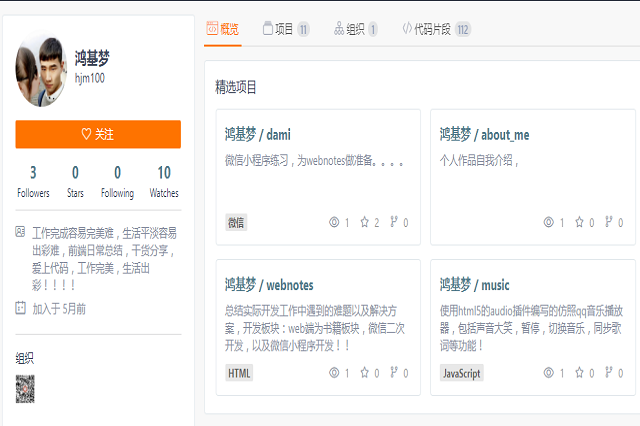 鸿基梦
hjm100
关注
3 0 0 10
Followers Stars Following Watches
工作完成容易完美难，生活平淡容易
出彩难，前端日常总结，干货分享，
爱上代码，工作完美，生活出
彩！！！！
加入于 5月前
组织
概览 项目 11 组织 1 代码片段 112
精选项目
鸿基梦 / dami
微信小程序练习，为webnotes做准备。。。。
微信 1 2 0
鸿基梦 / about_me
个人作品自我介绍，
1 0 0
鸿基梦 / webnotes
总结实际开发工作中遇到的难题以及解决方
案，开发板块：web端为书籍板块，微信二次
开发，以及微信小程序开发！！
HTML 1 0 0
鸿基梦 / music
使用html5的audio插件编写的仿照qq音乐播放
器，包括声音大笑，暂停，切换音乐，同步歌
词等功能！
JavaScript 1 0 0